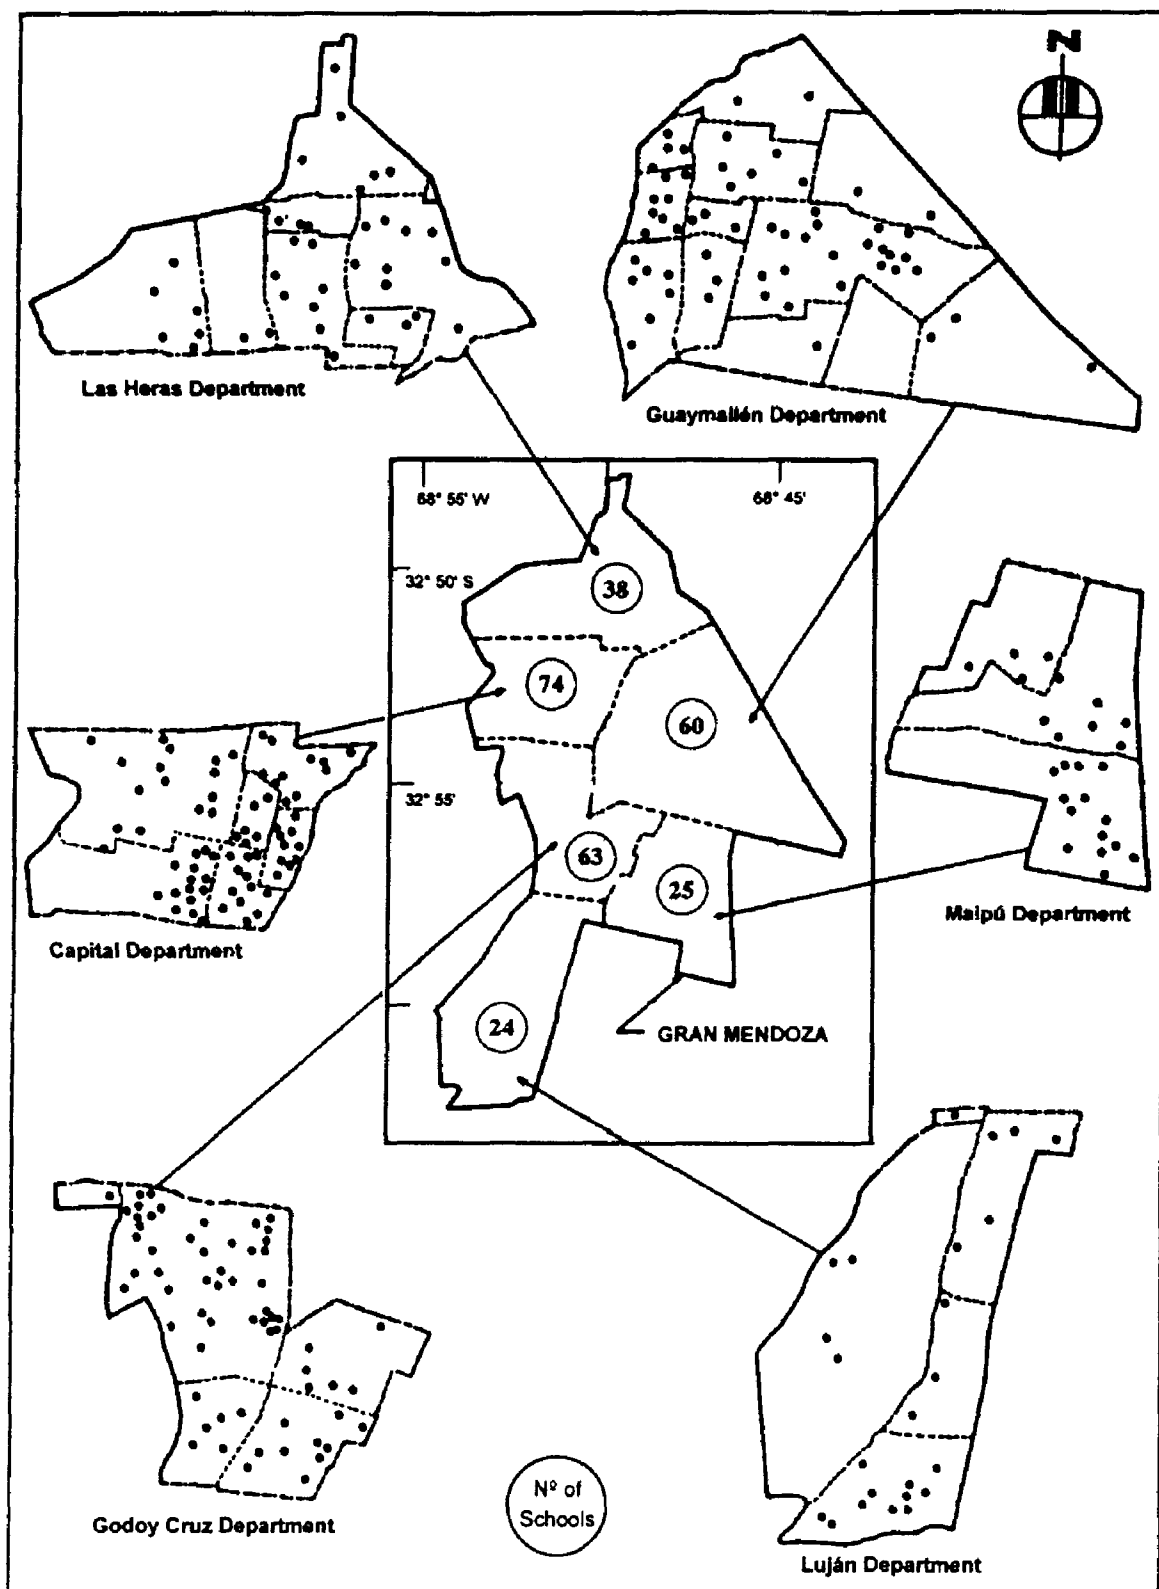 N
Las Heras Department
Guaymallén Department
68° 55' W
68° 45'
32° 50' S
38
74
60
32° 55'
63
25
Capital Department
Maipú Department
24
GRAN MENDOZA
Nº of
Schools
Godoy Cruz Department
Luján Department